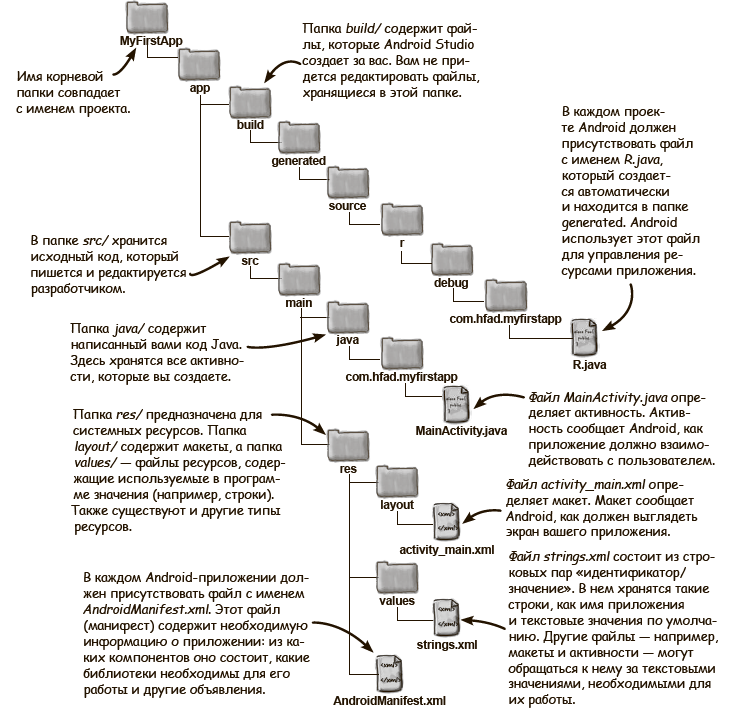 MyFirstApp
Имя корневой
папки совпадает
с именем проекта.
app
Папка build/ содержит фай-
лы, которые Android Studio
создает за вас. Вам не при-
дется редактировать файлы,
хранящиеся в этой папке.
build
generated
source
r
debug
com.hfad.myfirstapp
R.java
В каждом проек-
те Android должен
присутствовать файл
с именем R.java,
который создает-
ся автоматически
и находится в папке
generated. Android
использует этот файл
для управления ре-
сурсами приложения.
В папке src/ хранится
исходный код, который
пишется и редактируется
разработчиком.
src
main
Папка java/ содержит
написанный вами код Java.
Здесь хранятся все активно-
сти, которые вы создаете.
java
com.hfad.myfirstapp
MainActivity.java
Файл MainActivity.java опре-
деляет активность. Актив-
ность сообщает Android, как
приложение должно взаимо-
действовать с пользователем.
Папка res/ предназначена для
системных ресурсов. Папка
layout/ содержит макеты, а папка
values/ — файлы ресурсов, содер-
жащие используемые в програм-
ме значения (например, строки).
Также существуют и другие типы
ресурсов.
res
layout
<xml>
</xml>
activity_main.xml
Файл activity_main.xml опре-
деляет макет. Макет сообщает
Android, как должен выглядеть
экран вашего приложения.
values
<xml>
</xml>
strings.xml
Файл strings.xml состоит из стро-
ковых пар «идентификатор/
значение». В нем хранятся такие
строки, как имя приложения
и текстовые значения по умолча-
нию. Другие файлы — например,
макеты и активности — могут
обращаться к нему за текстовыми
значениями, необходимыми для
их работы.
В каждом Android-приложении дол-
жен присутствовать файл с именем
AndroidManifest.xml. Этот файл
(манифест) содержит необходимую
информацию о приложении: из ка-
ких компонентов оно состоит, какие
библиотеки необходимы для его
работы и другие объявления.
<xml>
</xml>
AndroidManifest.xml